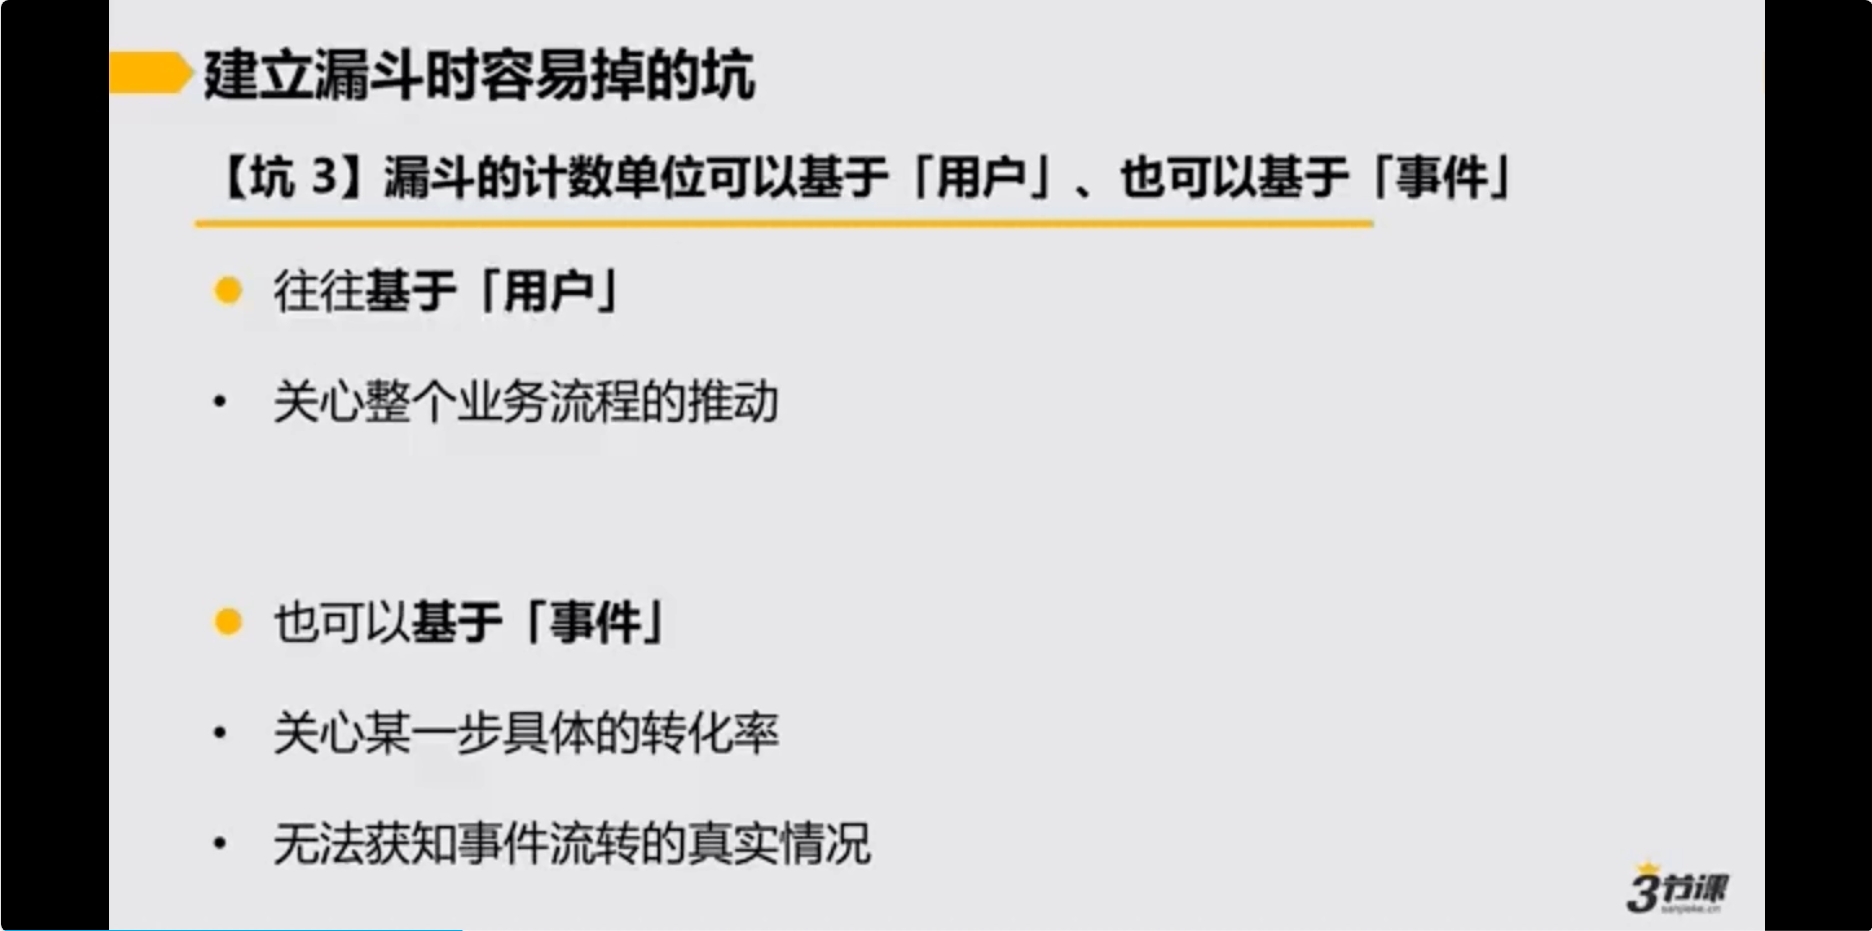 建立漏斗时容易掉的坑
【坑 3】漏斗的计数单位可以基于「用户」、也可以基于「事件」
往往基于「用户」
• 关心整个业务流程的推动
也可以基于「事件」
• 关心某一步具体的转化率
• 无法获知事件流转的真实情况
3节课
sanjieke.cn